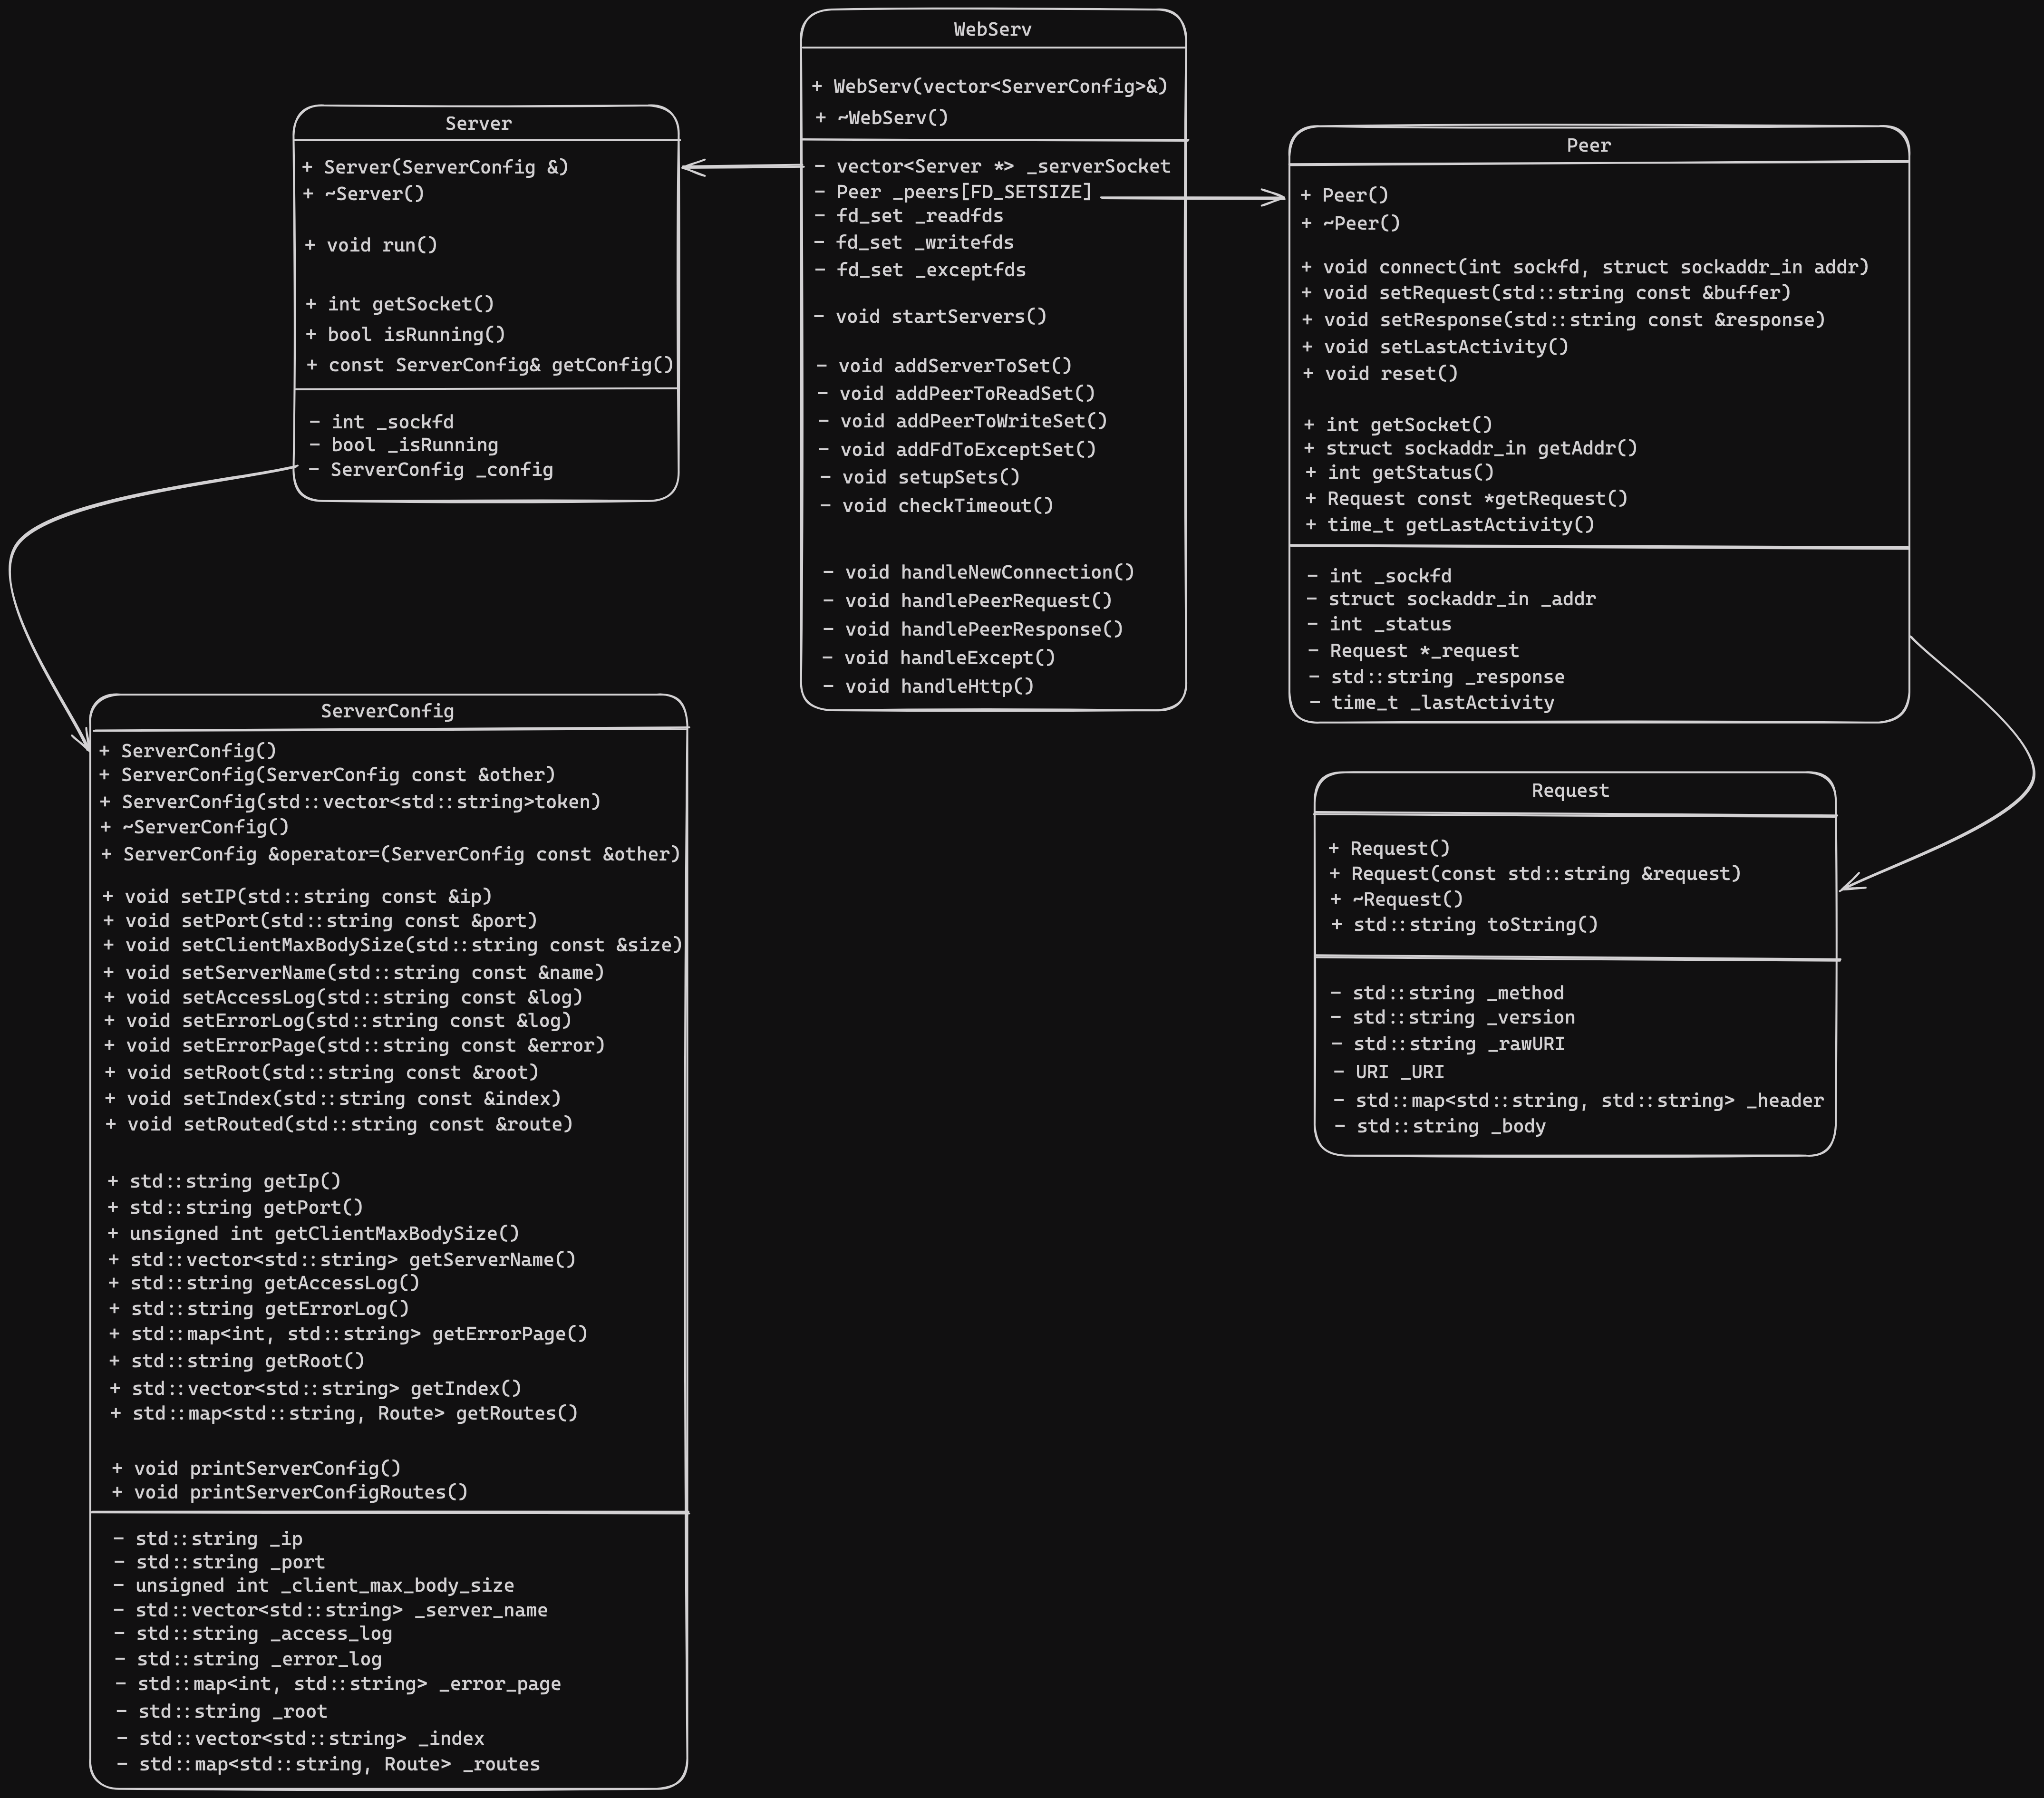 WebServ
+ WebServ(vector<ServerConfig>&)
+ ~WebServ()
- vector<Server *> _serverSocket
- Peer _peers[FD_SETSIZE]
- fd_set _readfds
- fd_set _writefds
- fd_set _exceptfds
- void startServers()
- void addServerToSet()
- void addPeerToReadSet()
- void addPeerToWriteSet()
- void addFdToExceptSet()
- void setupSets()
- void checkTimeout()
- void handleNewConnection()
- void handlePeerRequest()
- void handlePeerResponse()
- void handleExcept()
- void handleHttp()
Server
+ Server(ServerConfig &)
+ ~Server()
+ void run()
+ int getSocket()
+ bool isRunning()
+ const ServerConfig& getConfig()
- int _sockfd
- bool _isRunning
- ServerConfig _config
Peer
+ Peer()
+ ~Peer()
+ void connect(int sockfd, struct sockaddr_in addr)
+ void setRequest(std::string const &buffer)
+ void setResponse(std::string const &response)
+ void setLastActivity()
+ void reset()
+ int getSocket()
+ struct sockaddr_in getAddr()
+ int getStatus()
+ Request const *getRequest()
+ time_t getLastActivity()
- int _sockfd
- struct sockaddr_in _addr
- int _status
- Request *_request
- std::string _response
- time_t _lastActivity
ServerConfig
+ ServerConfig()
+ ServerConfig(ServerConfig const &other)
+ ServerConfig(std::vector<std::string>token)
+ ~ServerConfig()
+ ServerConfig &operator=(ServerConfig const &other)
+ void setIP(std::string const &ip)
+ void setPort(std::string const &port)
+ void setClientMaxBodySize(std::string const &size)
+ void setServerName(std::string const &name)
+ void setAccessLog(std::string const &log)
+ void setErrorLog(std::string const &log)
+ void setErrorPage(std::string const &error)
+ void setRoot(std::string const &root)
+ void setIndex(std::string const &index)
+ void setRouted(std::string const &route)
+ std::string getIp()
+ std::string getPort()
+ unsigned int getClientMaxBodySize()
+ std::vector<std::string> getServerName()
+ std::string getAccessLog()
+ std::string getErrorLog()
+ std::map<int, std::string> getErrorPage()
+ std::string getRoot()
+ std::vector<std::string> getIndex()
+ std::map<std::string, Route> getRoutes()
+ void printServerConfig()
+ void printServerConfigRoutes()
- std::string _ip
- std::string _port
- unsigned int _client_max_body_size
- std::vector<std::string> _server_name
- std::string _access_log
- std::string _error_log
- std::map<int, std::string> _error_page
- std::string _root
- std::vector<std::string> _index
- std::map<std::string, Route> _routes
Request
+ Request()
+ Request(const std::string &request)
+ ~Request()
+ std::string toString()
- std::string _method
- std::string _version
- std::string _rawURI
- URI _URI
- std::map<std::string, std::string> _header
- std::string _body